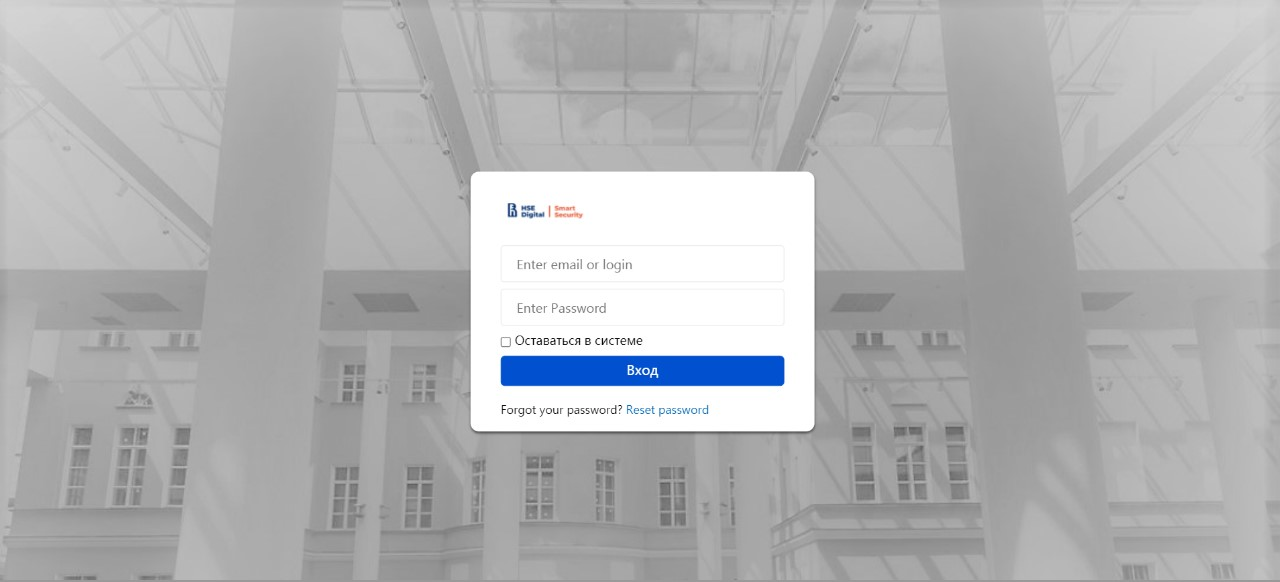 HSE Digital | Smart Security
Enter email or login
Enter Password
Оставаться в системе
Вход
Forgot your password? Reset password